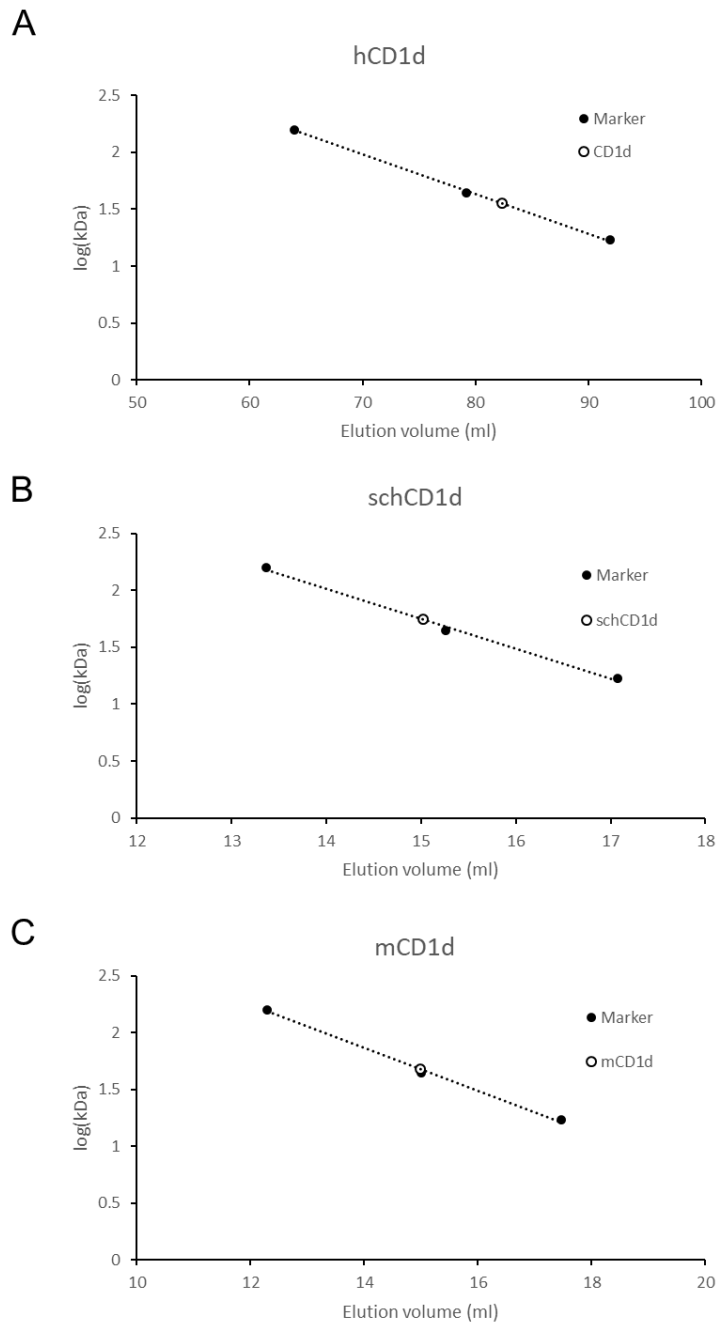 A
hCD1d
2.5
2
1.5
1
0.5
0
log(kDa)
Marker
CD1d
50 60 70 80 90 100
Elution volume (ml)
B
schCD1d
2.5
2
1.5
1
0.5
0
log(kDa)
Marker
schCD1d
12 13 14 15 16 17 18
Elution volume (ml)
C
mCD1d
2.5
2
1.5
1
0.5
0
log(kDa)
Marker
mCD1d
10 12 14 16 18 20
Elution volume (ml)